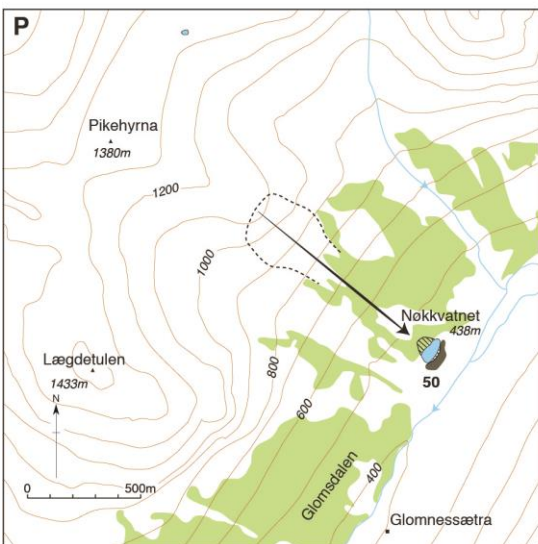 P
Pikehyrna
1380m
1200
1000
Nøkkvatnet
438m
Lægdetulen
1433m
800
50
N
600
0
500m
Glomsdalen
400
Glomnessætra